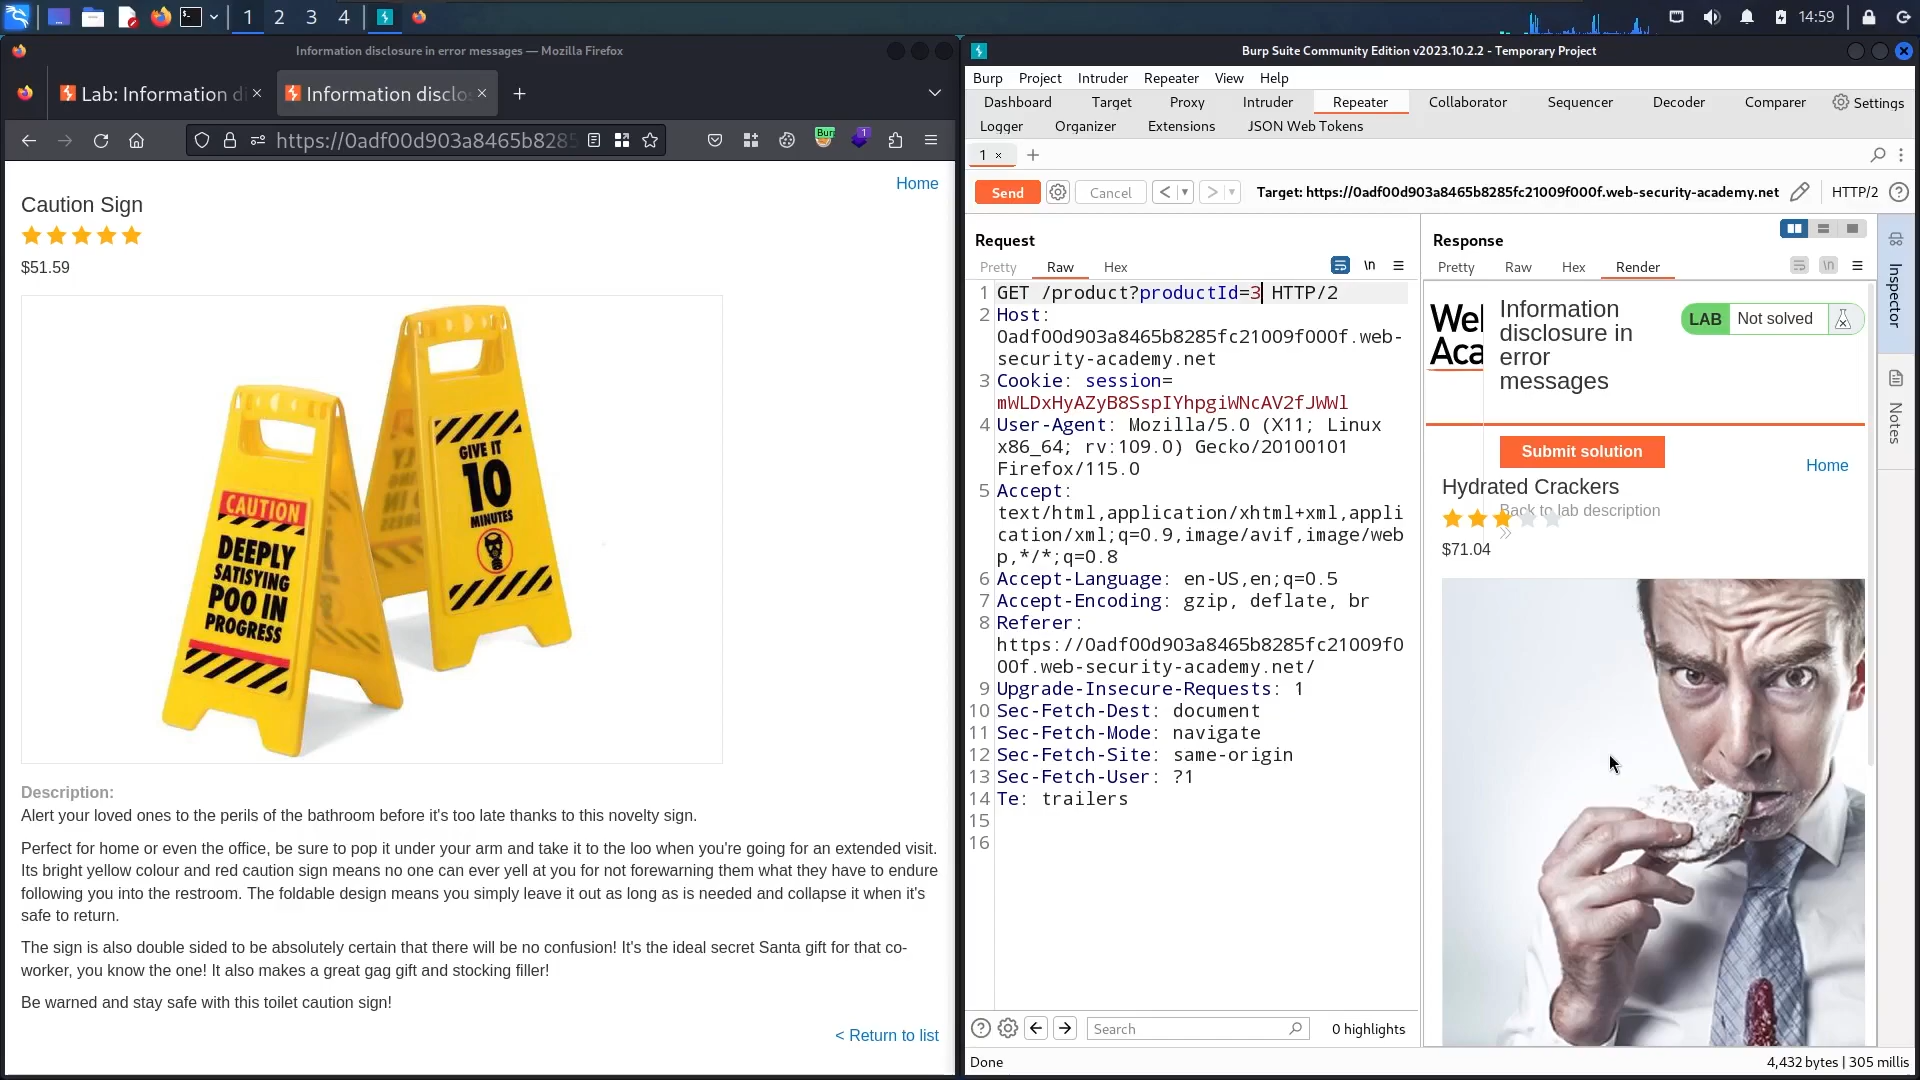 1
2
3
4
14:59
Information disclosure in error messages — Mozilla Firefox
Lab: Information di
Information disclos
https://0adf00d903a8465b8285
Bur
1
Home
Caution Sign
$51.59
CAUTION
DEEPLY
SATISFYING
POO IN
PROGRESS
GIVE IT
10
MINUTES
Description:
Alert your loved ones to the perils of the bathroom before it's too late thanks to this novelty sign.
Perfect for home or even the office, be sure to pop it under your arm and take it to the loo when you're going for an extended visit.
Its bright yellow colour and red caution sign means no one can ever yell at you for not forewarning them what they have to endure
following you into the restroom. The foldable design means you simply leave it out as long as is needed and collapse it when it's
safe to return.
The sign is also double sided to be absolutely certain that there will be no confusion! It's the ideal secret Santa gift for that co-
worker, you know the one! It also makes a great gag gift and stocking filler!
Be warned and stay safe with this toilet caution sign!
< Return to list
Burp Suite Community Edition v2023.10.2.2 - Temporary Project
Burp Project Intruder Repeater View Help
Dashboard Target Proxy Intruder Repeater Collaborator Sequencer Decoder Comparer Settings
Logger Organizer Extensions JSON Web Tokens
1 × +
Send Cancel < > Target: https://0adf00d903a8465b8285fc21009f000f.web-security-academy.net HTTP/2
Request
Pretty Raw Hex \n
1 GET /product?productId=3 HTTP/2
2 Host:
0adf00d903a8465b8285fc21009f000f.web-
security-academy.net
3 Cookie: session=
mWLDxHyAZyB8SspIYhpgiWNcAV2fJWWl
4 User-Agent: Mozilla/5.0 (X11; Linux
x86_64; rv:109.0) Gecko/20100101
Firefox/115.0
5 Accept:
text/html,application/xhtml+xml,appli
cation/xml;q=0.9,image/avif,image/web
p,*/*;q=0.8
6 Accept-Language: en-US,en;q=0.5
7 Accept-Encoding: gzip, deflate, br
8 Referer:
https://0adf00d903a8465b8285fc21009f0
00f.web-security-academy.net/
9 Upgrade-Insecure-Requests: 1
10 Sec-Fetch-Dest: document
11 Sec-Fetch-Mode: navigate
12 Sec-Fetch-Site: same-origin
13 Sec-Fetch-User: ?1
14 Te: trailers
15
16
Search
0 highlights
Response
Pretty Raw Hex Render \n
Wel
Aca
Information
disclosure in
error
messages
LAB Not solved
Submit solution
Home
Hydrated Crackers
Back to lab description
$71.04
Inspector
Notes
Done
4,432 bytes | 305 millis